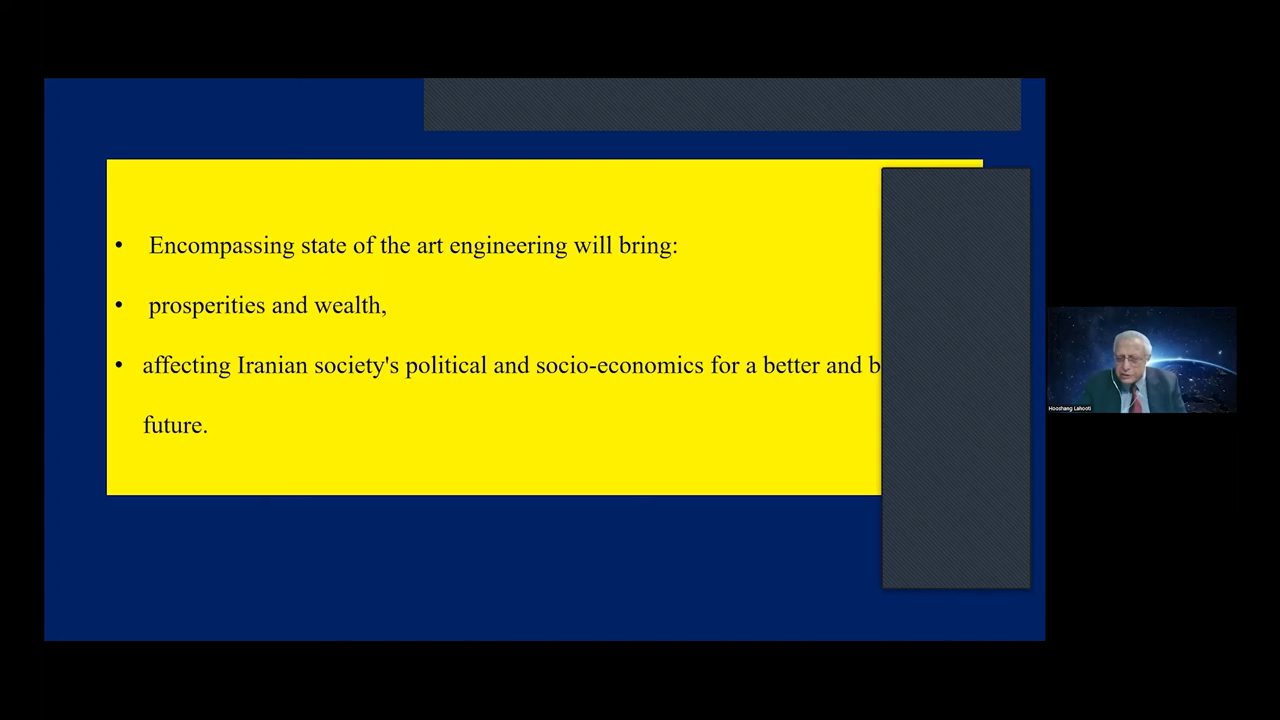 • Encompassing state of the art engineering will bring:
• prosperities and wealth,
• affecting Iranian society's political and socio-economics for a better and b
future.
Hooshang Lahooti